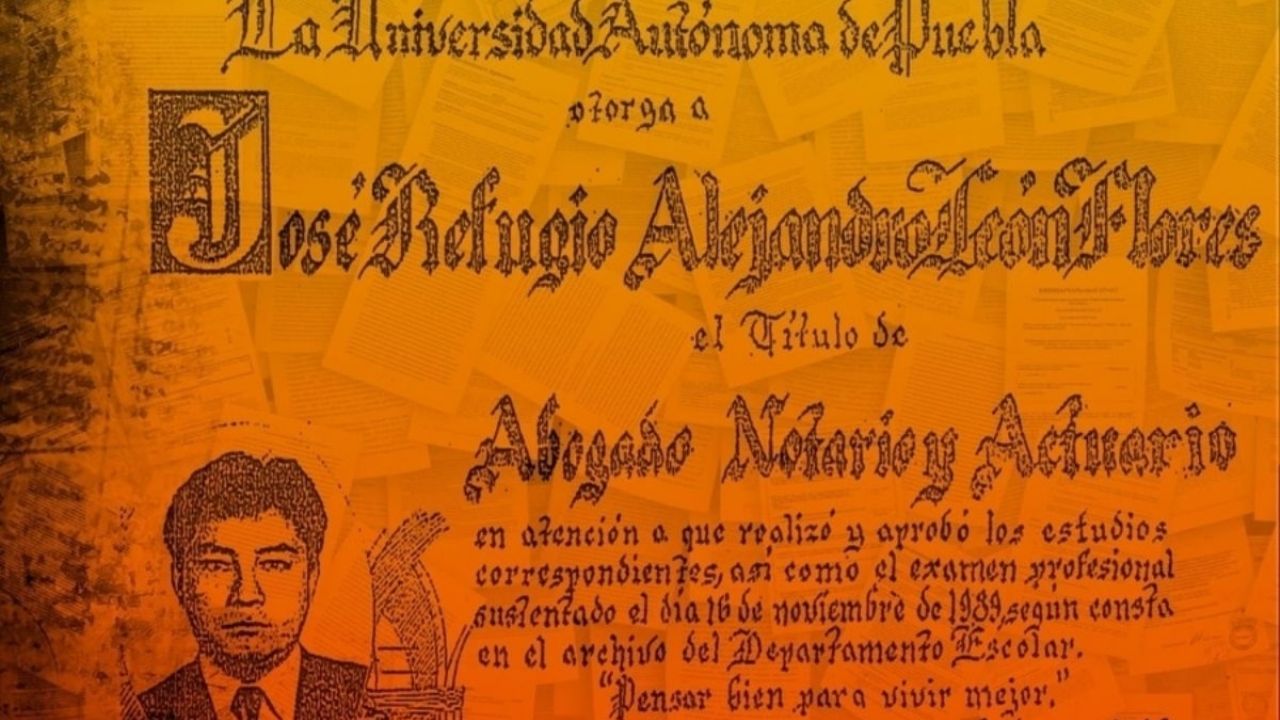 La Universidad Autónoma de Puebla
otorga a
José Refugio Alejandro León Flores
el Título de
Abogado Notario y Actuario
en atención a que realizó y aprobó los estudios
correspondientes, así como el examen profesional
sustentado el día 16 de noviembre de 1989, según consta
en el archivo del Departamento Escolar.
"Pensar bien para vivir mejor."